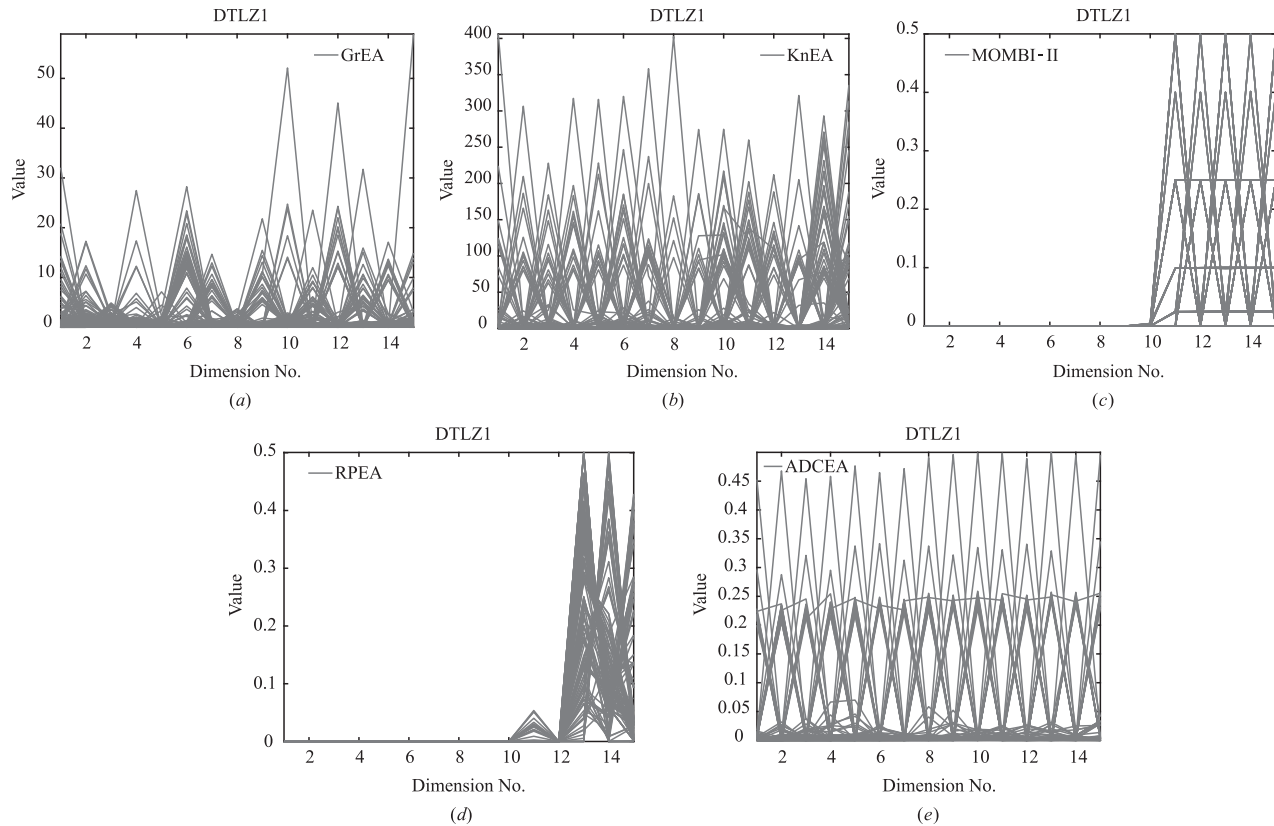 DTLZ1
GrEA
50
40
30
20
10
0
Value
2 4 6 8 10 12 14
Dimension No.
(a)
DTLZ1
KnEA
400
350
300
250
200
150
100
50
0
Value
2 4 6 8 10 12 14
Dimension No.
(b)
DTLZ1
MOMBI-II
0.5
0.4
0.3
0.2
0.1
0
Value
2 4 6 8 10 12 14
Dimension No.
(c)
DTLZ1
RPEA
0.5
0.4
0.3
0.2
0.1
0
Value
2 4 6 8 10 12 14
Dimension No.
(d)
DTLZ1
ADCEA
0.45
0.4
0.35
0.3
0.25
0.2
0.15
0.1
0.05
0
Value
2 4 6 8 10 12 14
Dimension No.
(e)